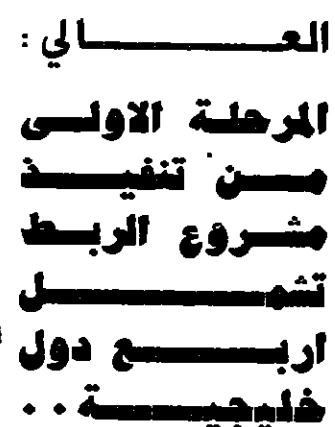 العالي :
المرحلة الاولى
من تنفيذ
مشروع الربط
تشمل
اربع دول
خليجية ..